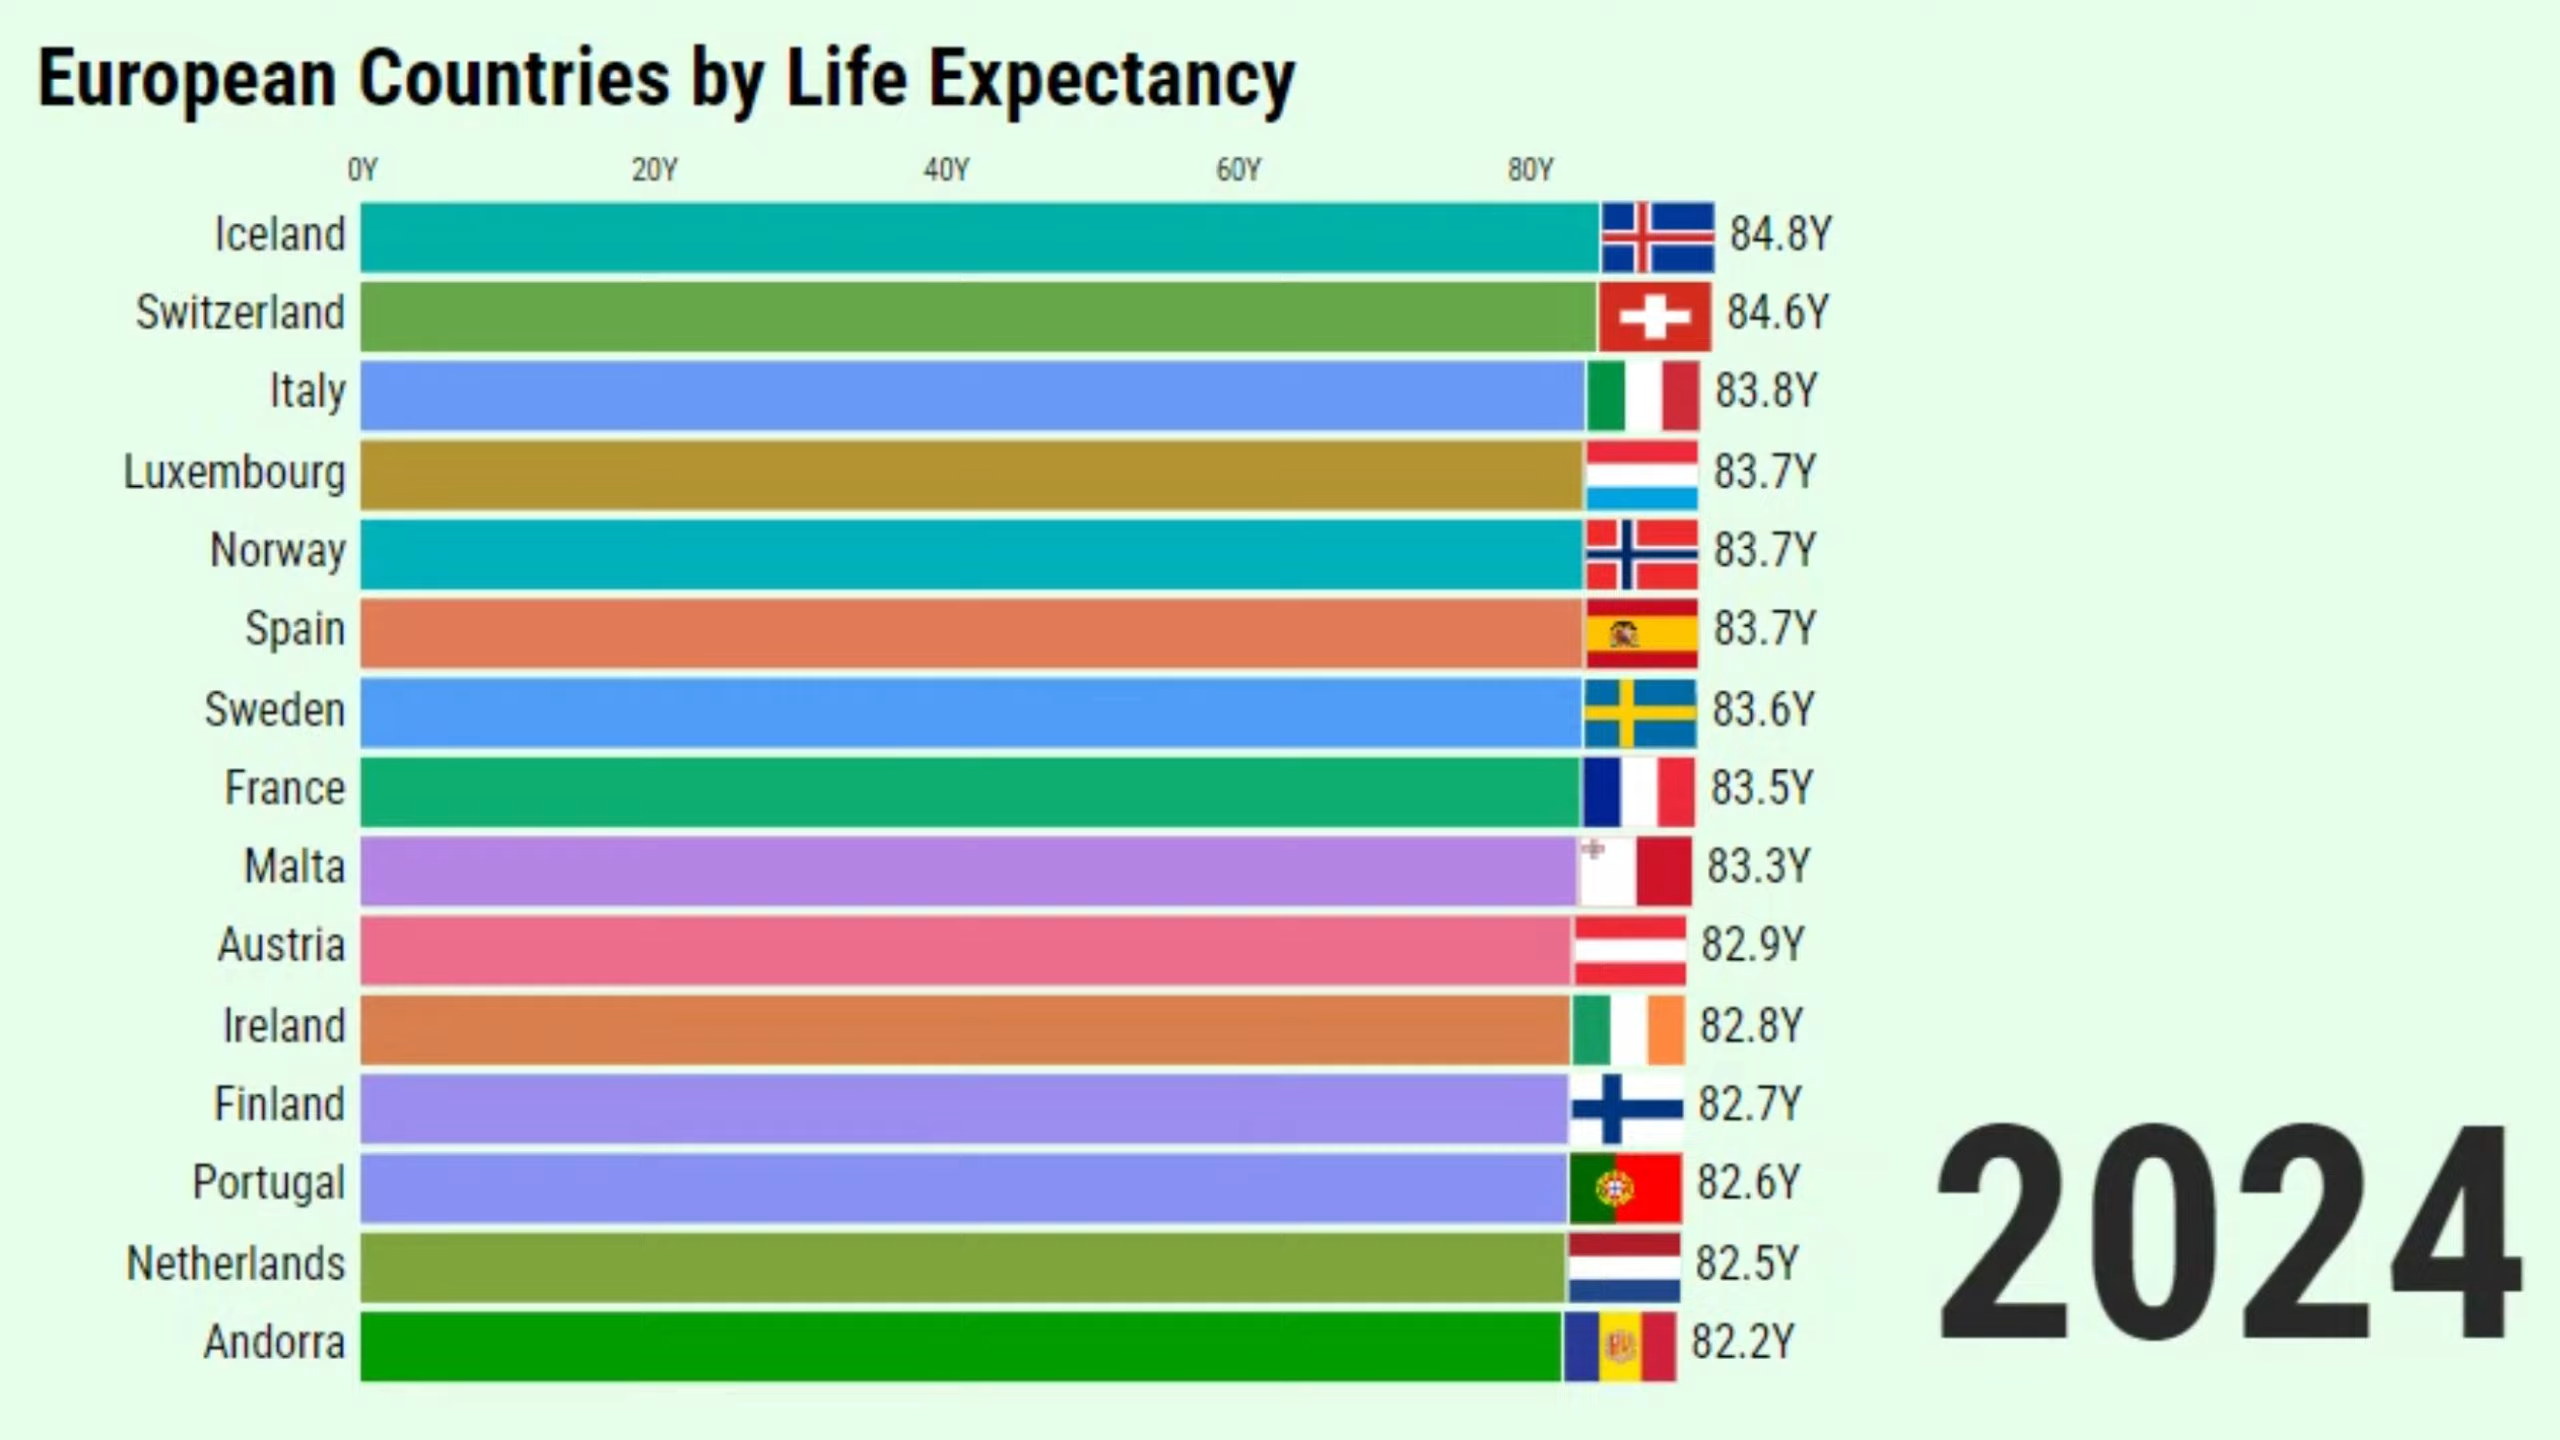 European Countries by Life Expectancy
0Y 20Y 40Y 60Y 80Y
Iceland 84.8Y
Switzerland 84.6Y
Italy 83.8Y
Luxembourg 83.7Y
Norway 83.7Y
Spain 83.7Y
Sweden 83.6Y
France 83.5Y
Malta 83.3Y
Austria 82.9Y
Ireland 82.8Y
Finland 82.7Y
Portugal 82.6Y
Netherlands 82.5Y
Andorra 82.2Y
2024